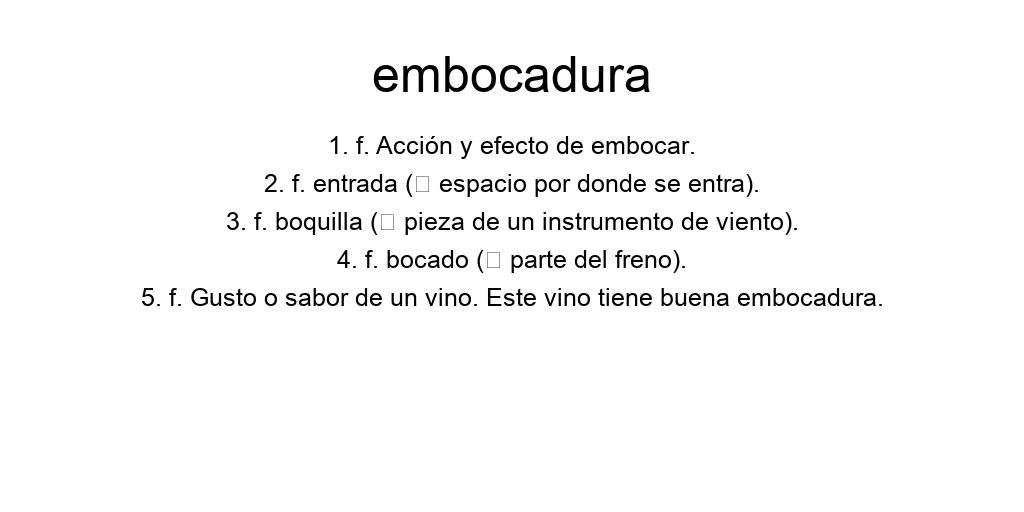 embocadura
1. f. Acción y efecto de embocar.
2. f. entrada (□ espacio por donde se entra).
3. f. boquilla (□ pieza de un instrumento de viento).
4. f. bocado (□ parte del freno).
5. f. Gusto o sabor de un vino. Este vino tiene buena embocadura.